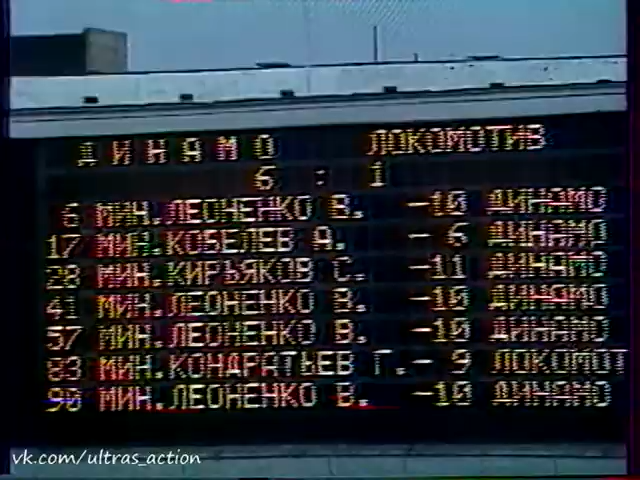 ДИНАМО ЛОКОМОТИВ
6 : 1
6 МИН.ЛЕОНЕНКО В. -10 ДИНАМО
17 МИН.КОБЕЛЕВ А. - 6 ДИНАМО
28 МИН.КИРЬЯКОВ С. -11 ДИНАМО
41 МИН.ЛЕОНЕНКО В. -10 ДИНАМО
57 МИН.ЛЕОНЕНКО В. -10 ДИНАМО
83 МИН.КОНДРАТЬЕВ Г.- 9 ЛОКОМОТ
90 МИН.ЛЕОНЕНКО В. -10 ДИНАМО
vk.com/ultras_action